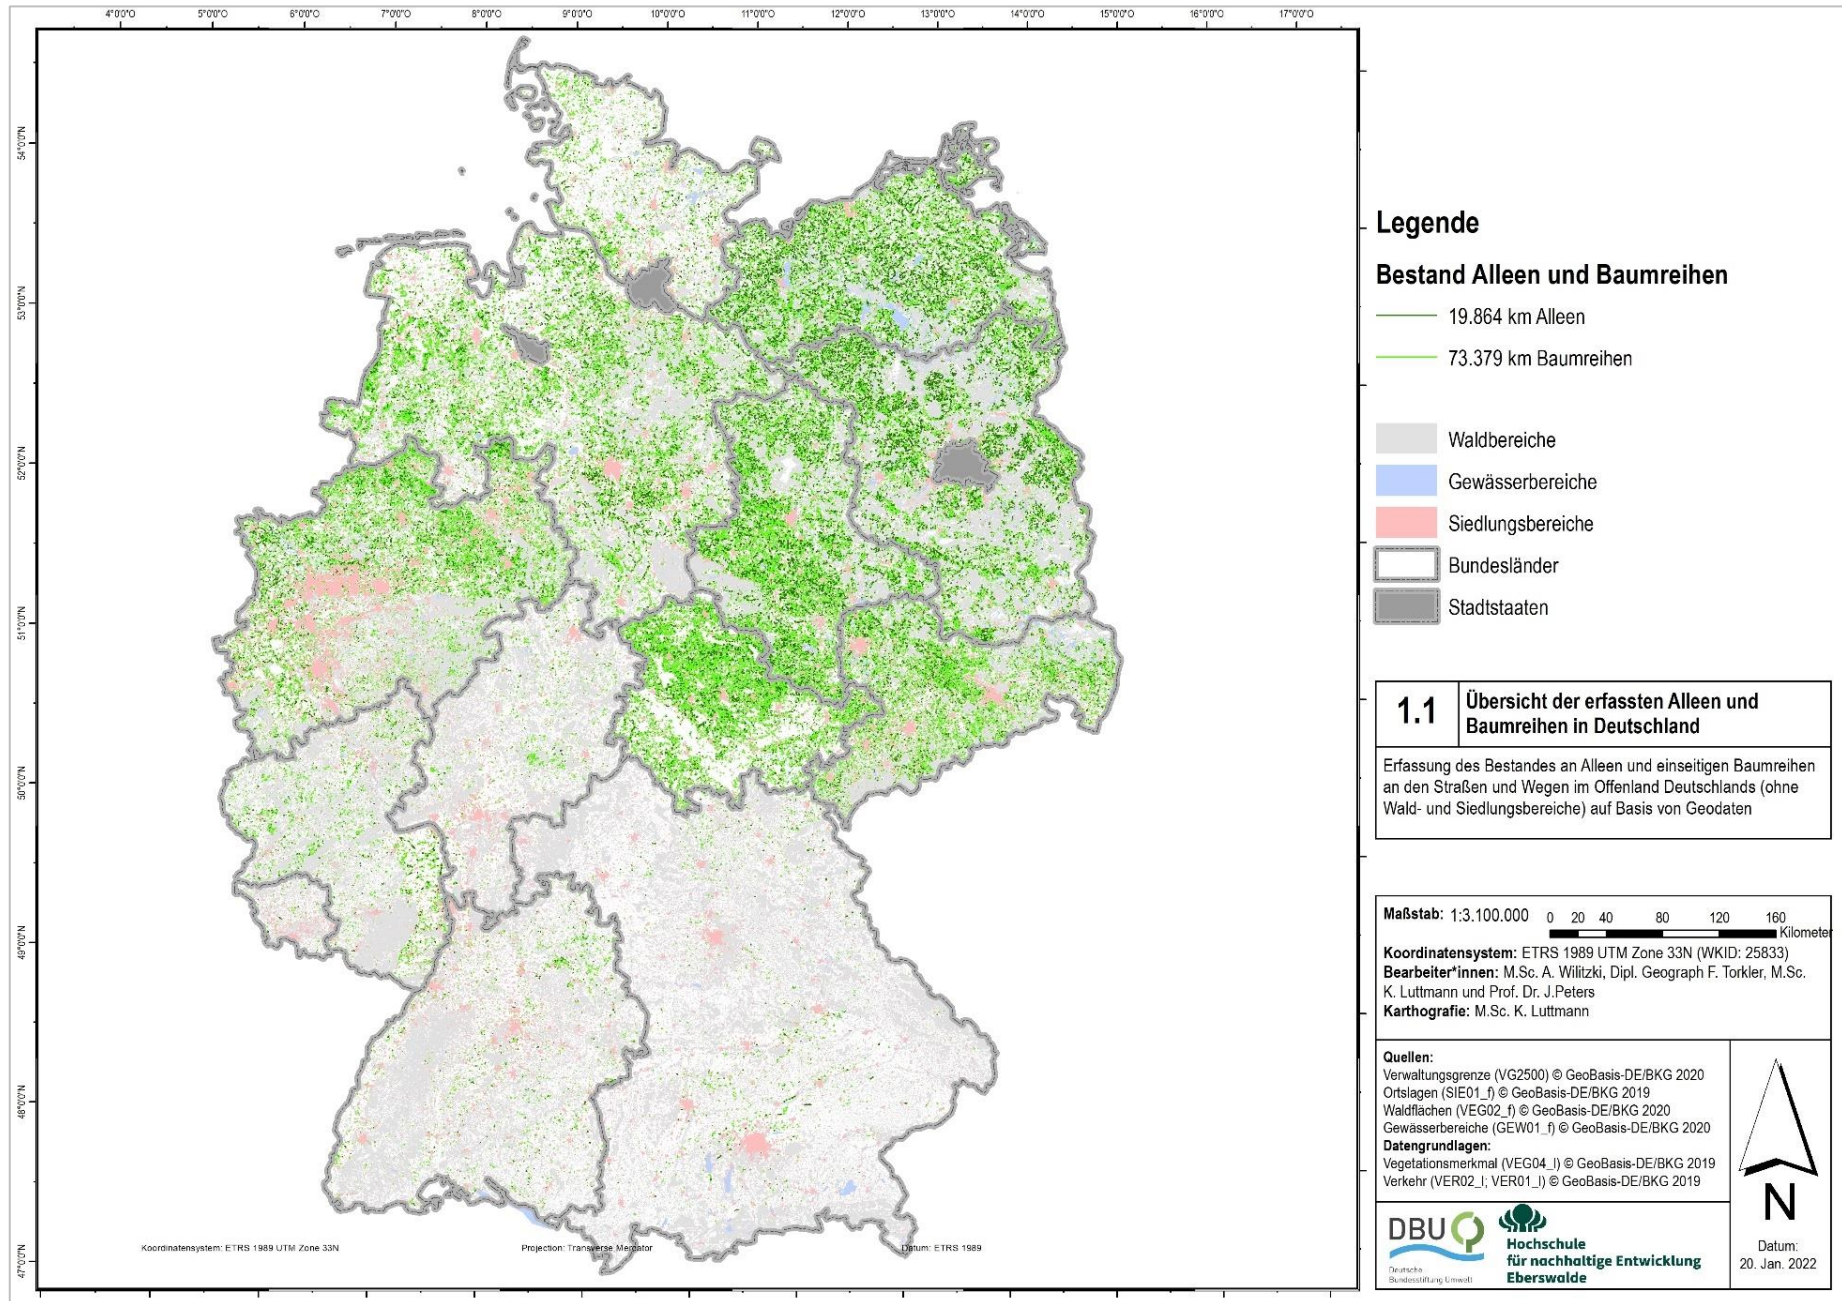 4°0'0"O 5°0'0"O 6°0'0"O 7°0'0"O 8°0'0"O 9°0'0"O 10°0'0"O 11°0'0"O 12°0'0"O 13°0'0"O 14°0'0"O 15°0'0"O 16°0'0"O 17°0'0"O
54°0'0"N
53°0'0"N
52°0'0"N
51°0'0"N
50°0'0"N
49°0'0"N
48°0'0"N
47°0'0"N
Koordinatensystem: ETRS 1989 UTM Zone 33N
Projection: Transverse Mercator
Datum: ETRS 1989
Legende
Bestand Alleen und Baumreihen
19.864 km Alleen
73.379 km Baumreihen
Waldbereiche
Gewässerbereiche
Siedlungsbereiche
Bundesländer
Stadtstaaten
1.1
Übersicht der erfassten Alleen und
Baumreihen in Deutschland
Erfassung des Bestandes an Alleen und einseitigen Baumreihen
an den Straßen und Wegen im Offenland Deutschlands (ohne
Wald- und Siedlungsbereiche) auf Basis von Geodaten
Maßstab: 1:3.100.000
0 20 40 80 120 160
Kilometer
Koordinatensystem: ETRS 1989 UTM Zone 33N (WKID: 25833)
Bearbeiter*innen: M.Sc. A. Wilitzki, Dipl. Geograph F. Torkler, M.Sc.
K. Luttmann und Prof. Dr. J.Peters
Karthografie: M.Sc. K. Luttmann
Quellen:
Verwaltungsgrenze (VG2500) © GeoBasis-DE/BKG 2020
Ortslagen (SIE01_f) © GeoBasis-DE/BKG 2019
Waldflächen (VEG02_f) © GeoBasis-DE/BKG 2020
Gewässerbereiche (GEW01_f) © GeoBasis-DE/BKG 2020
Datengrundlagen:
Vegetationsmerkmal (VEG04_l) © GeoBasis-DE/BKG 2019
Verkehr (VER02_l; VER01_l) © GeoBasis-DE/BKG 2019
N
Datum:
20. Jan. 2022
DBU
Deutsche
Bundesstiftung Umwelt
Hochschule
für nachhaltige Entwicklung
Eberswalde